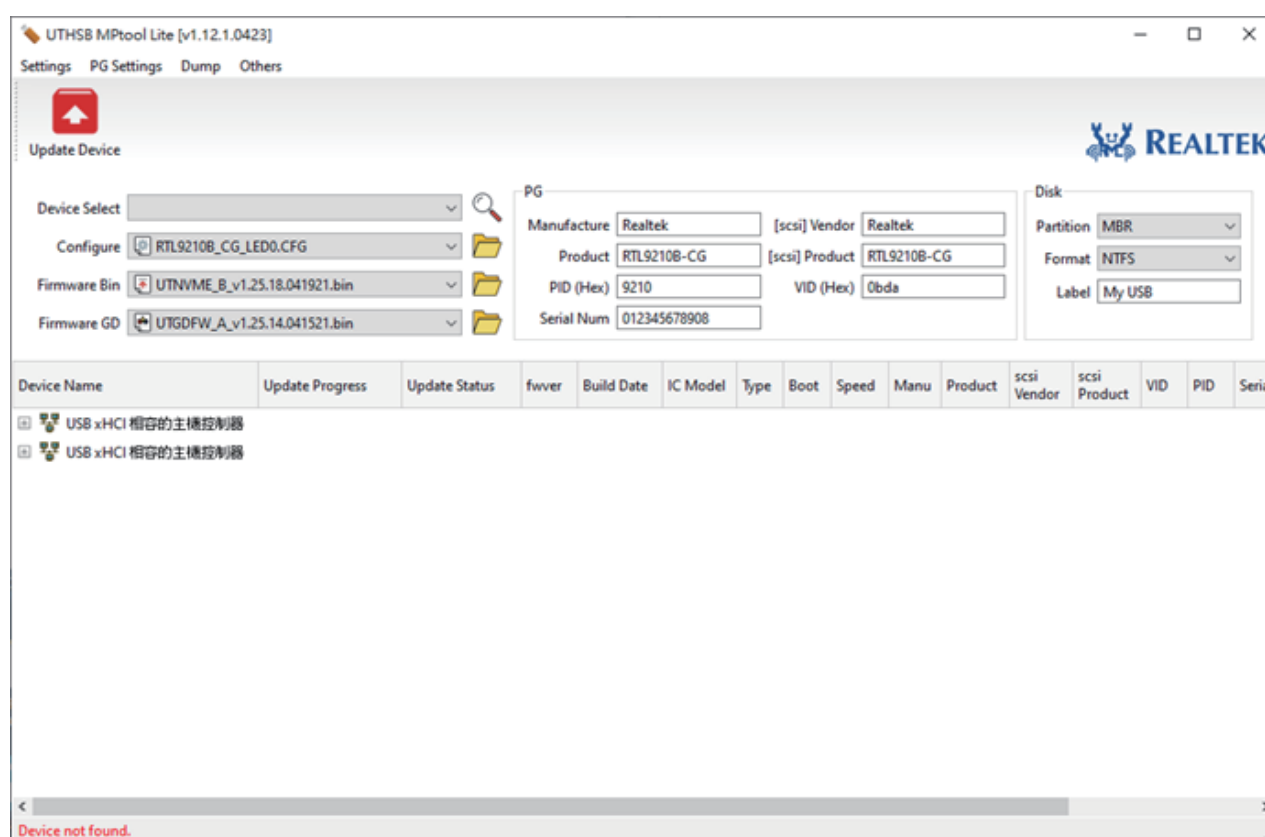 UTHSB MPtool Lite [v1.12.1.0423]
Settings PG Settings Dump Others
Update Device
REALTEK
Device Select
Configure RTL9210B_CG_LED0.CFG
Firmware Bin UTNVME_B_v1.25.18.041921.bin
Firmware GD UTGDFW_A_v1.25.14.041521.bin
PG
Manufacture Realtek [scsi] Vendor Realtek
Product RTL9210B-CG [scsi] Product RTL9210B-CG
PID (Hex) 9210 VID (Hex) 0bda
Serial Num 012345678908
Disk
Partition MBR
Format NTFS
Label My USB
Device Name Update Progress Update Status fwver Build Date IC Model Type Boot Speed Manu Product scsi Vendor scsi Product VID PID Seria
USB xHCI 相容的主機控制器
USB xHCI 相容的主機控制器
Device not found.